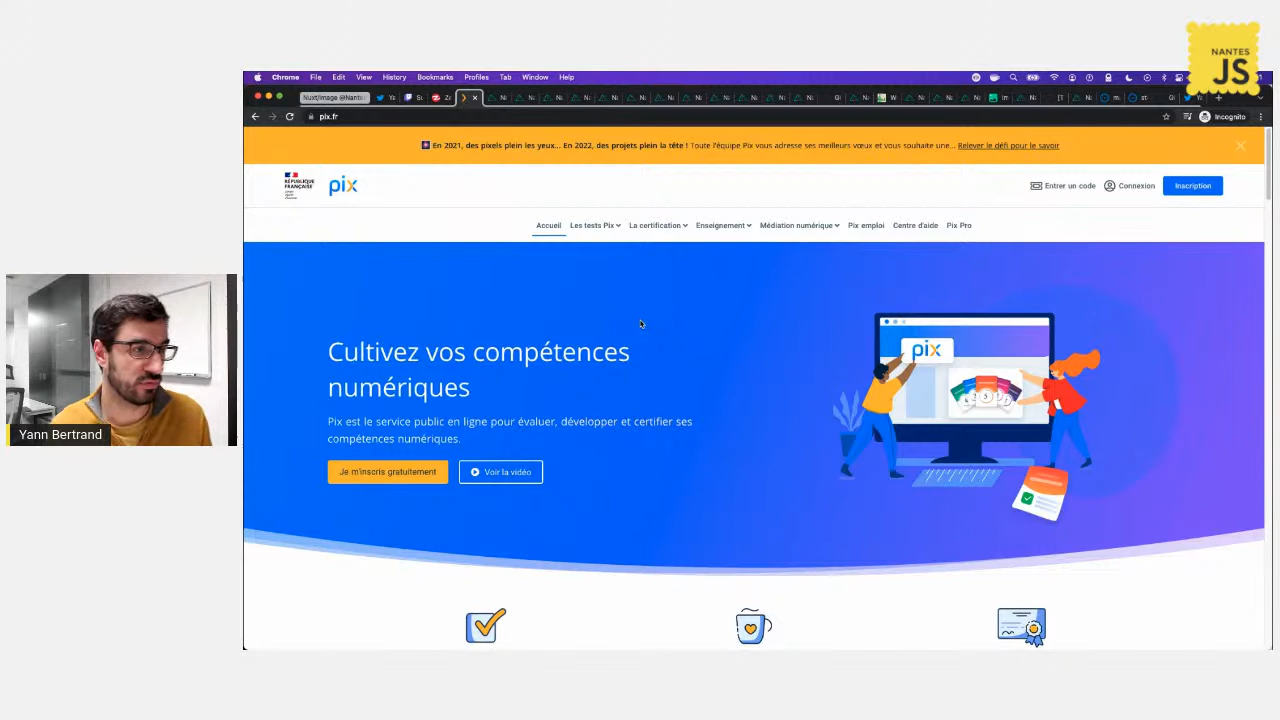 NANTES
JS
Chrome File Edit View History Bookmarks Profiles Tab Window Help
Nuxt/Image @Nante
pix.fr
Incognito
En 2021, des pixels plein les yeux... En 2022, des projets plein la tête ! Toute l'équipe Pix vous adresse ses meilleurs vœux et vous souhaite une... Relever le défi pour le savoir
RÉPUBLIQUE
FRANÇAISE
pix
Entrer un code Connexion Inscription
Accueil Les tests Pix La certification Enseignement Médiation numérique Pix emploi Centre d'aide Pix Pro
pix
Cultivez vos compétences
numériques
Pix est le service public en ligne pour évaluer, développer et certifier ses
compétences numériques.
Je m'inscris gratuitement Voir la vidéo
Yann Bertrand